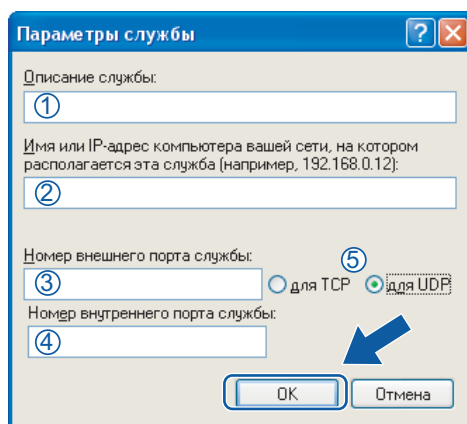 Параметры службы
Описание службы:
①
Имя или IP-адрес компьютера вашей сети, на котором
располагается эта служба (например, 192.168.0.12):
②
Номер внешнего порта службы:
⑤
③ для TCP для UDP
Номер внутреннего порта службы:
④
OK Отмена